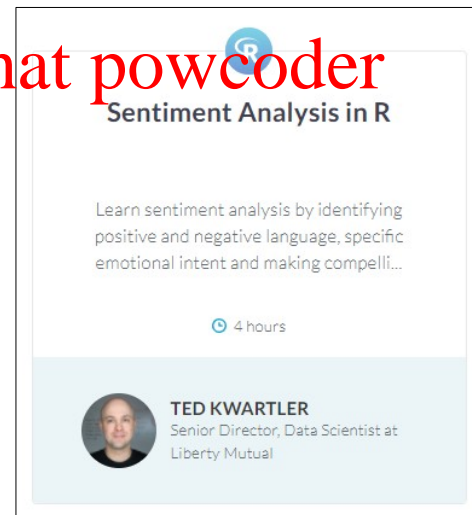 hat powcoder
R
Sentiment Analysis in R
Learn sentiment analysis by identifying
positive and negative language, specific
emotional intent and making compelli...
4 hours
TED KWARTLER
Senior Director, Data Scientist at
Liberty Mutual